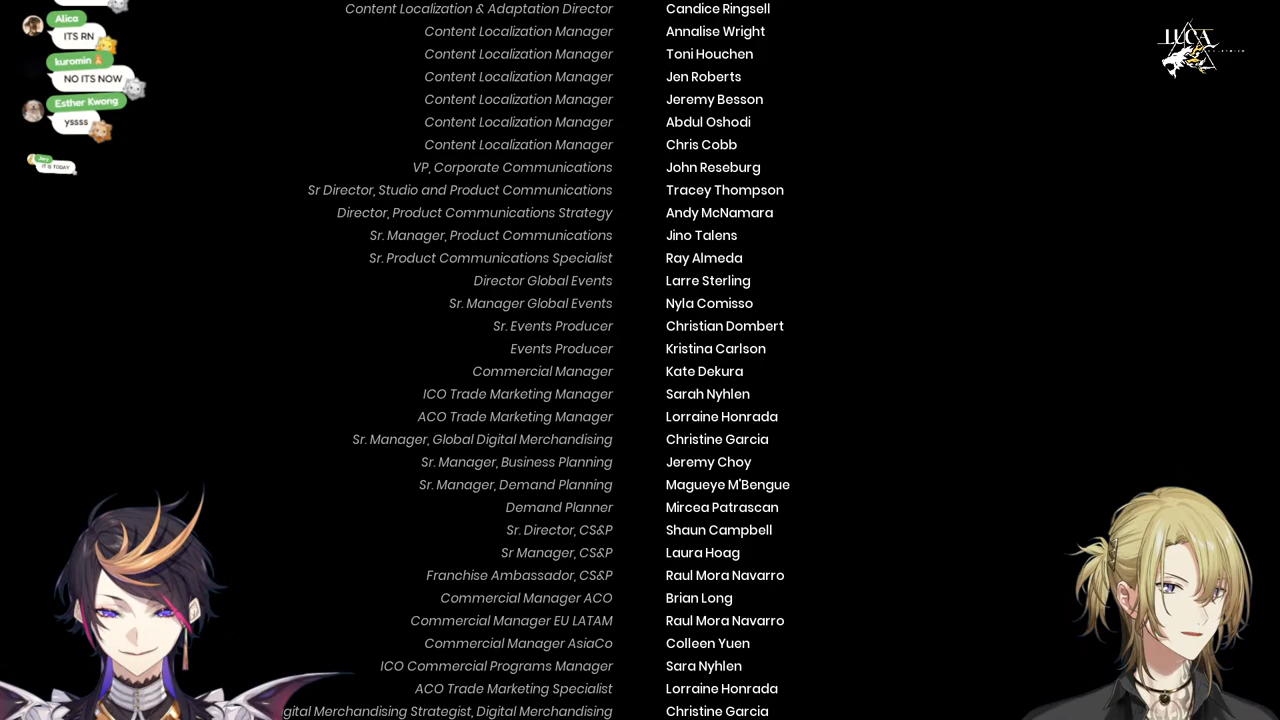 Content Localization & Adaptation Director Candice Ringsell
Alica
ITS RN
Content Localization Manager Annalise Wright
LUCA
Content Localization Manager Toni Houchen
kuromin
NO ITS NOW
Content Localization Manager Jen Roberts
Esther Kwong
yssss
Content Localization Manager Jeremy Besson
Content Localization Manager Abdul Oshodi
Content Localization Manager Chris Cobb
IT IS TODAY
VP, Corporate Communications John Reseburg
Sr Director, Studio and Product Communications Tracey Thompson
Director, Product Communications Strategy Andy McNamara
Sr. Manager, Product Communications Jino Talens
Sr. Product Communications Specialist Ray Almeda
Director Global Events Larre Sterling
Sr. Manager Global Events Nyla Comisso
Sr. Events Producer Christian Dombert
Events Producer Kristina Carlson
Commercial Manager Kate Dekura
ICO Trade Marketing Manager Sarah Nyhlen
ACO Trade Marketing Manager Lorraine Honrada
Sr. Manager, Global Digital Merchandising Christine Garcia
Sr. Manager, Business Planning Jeremy Choy
Sr. Manager, Demand Planning Magueye M'Bengue
Demand Planner Mircea Patrascan
Sr. Director, CS&P Shaun Campbell
Sr Manager, CS&P Laura Hoag
Franchise Ambassador, CS&P Raul Mora Navarro
Commercial Manager ACO Brian Long
Commercial Manager EU LATAM Raul Mora Navarro
Commercial Manager AsiaCo Colleen Yuen
ICO Commercial Programs Manager Sara Nyhlen
ACO Trade Marketing Specialist Lorraine Honrada
gital Merchandising Strategist, Digital Merchandising Christine Garcia